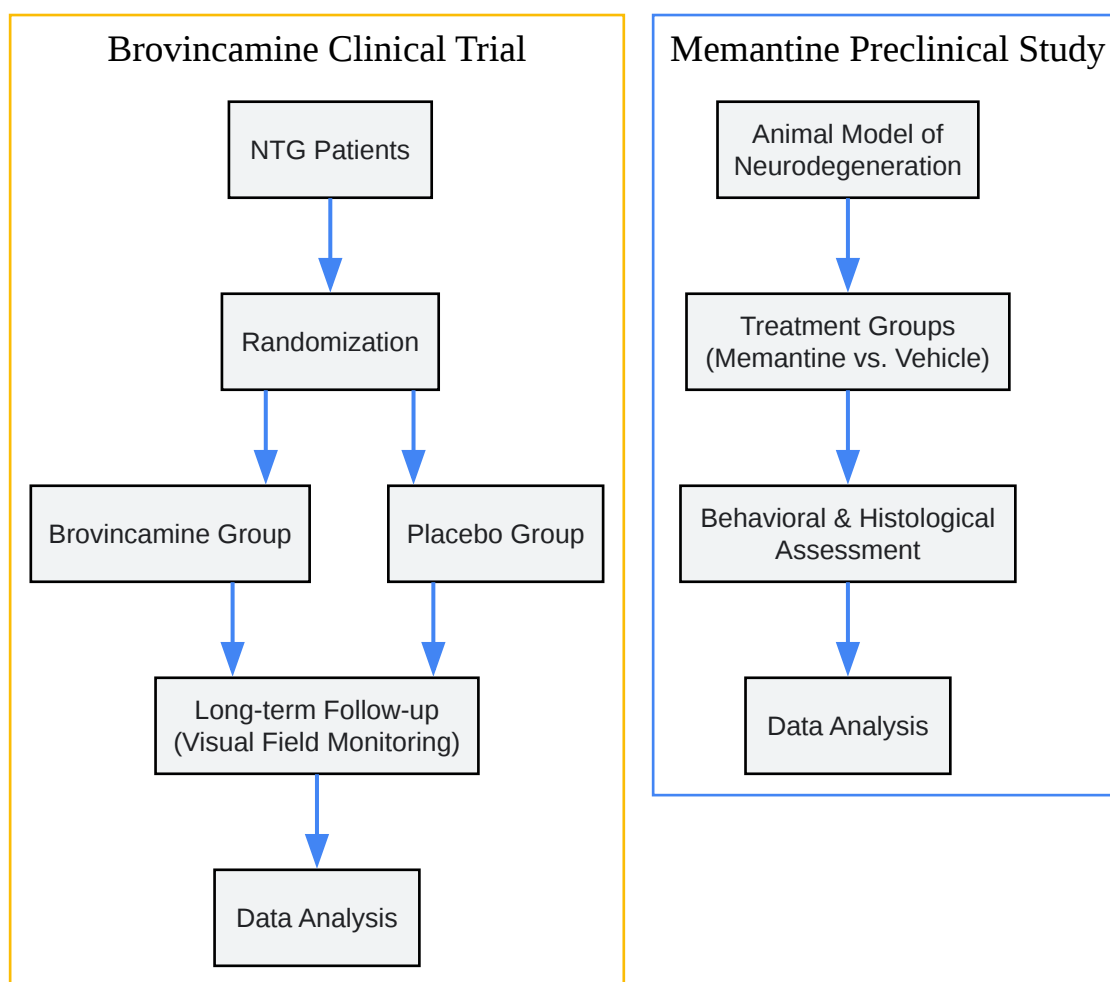 Brovincamine Clinical Trial
NTG Patients
Randomization
Brovincamine Group
Placebo Group
Long-term Follow-up
(Visual Field Monitoring)
Data Analysis
Memantine Preclinical Study
Animal Model of
Neurodegeneration
Treatment Groups
(Memantine vs. Vehicle)
Behavioral & Histological
Assessment
Data Analysis